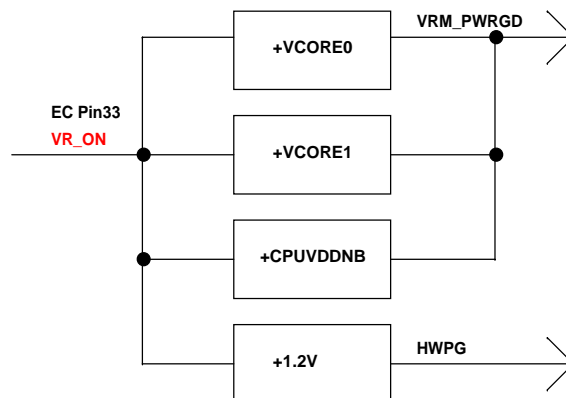 VRM_PWRGD
+VCORE0
EC Pin33
VR_ON
+VCORE1
+CPUVDDNB
HWPG
+1.2V